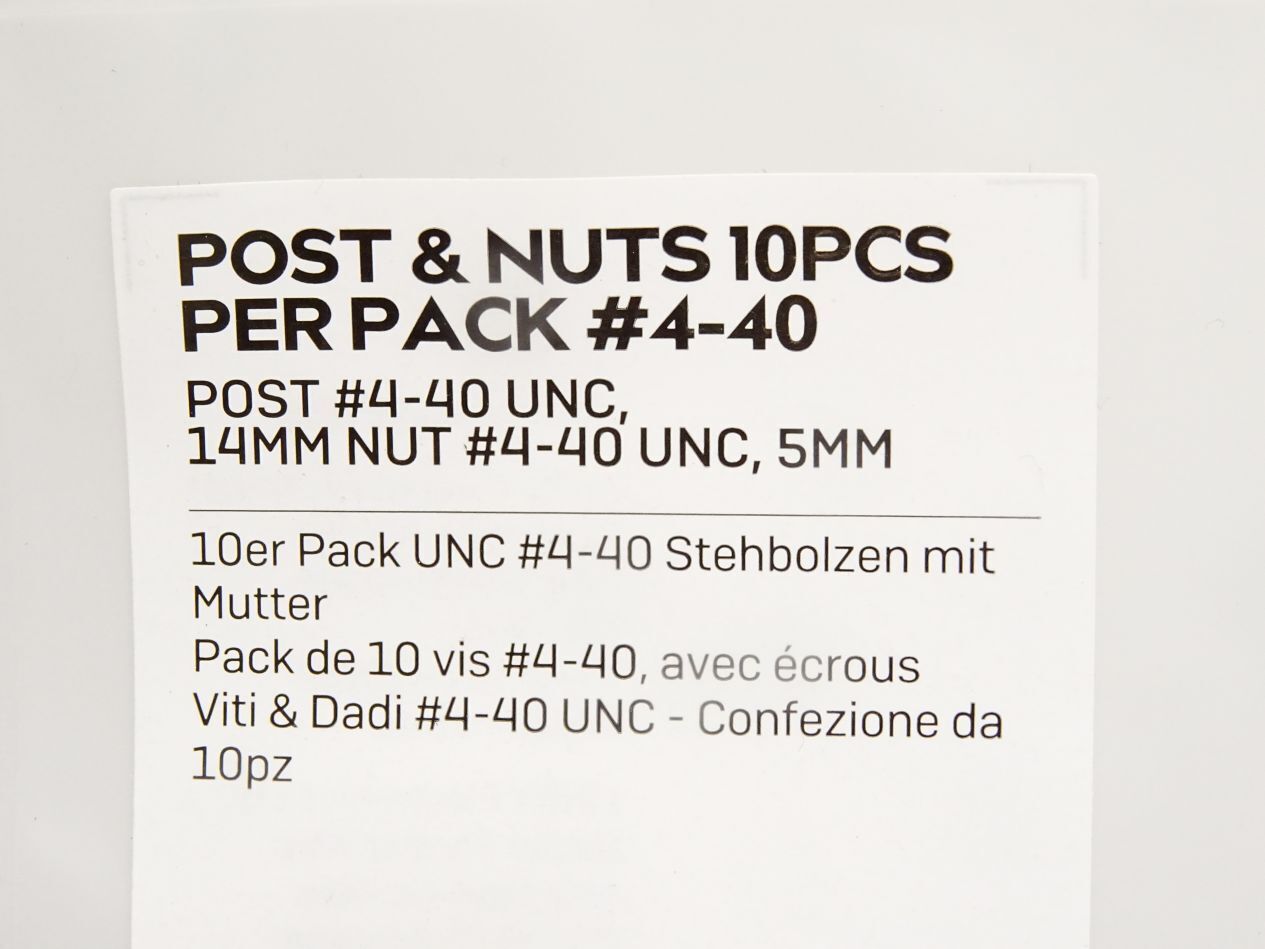 POST & NUTS 10PCS
PER PACK #4-40
POST #4-40 UNC,
14MM NUT #4-40 UNC, 5MM
10er Pack UNC #4-40 Stehbolzen mit
Mutter
Pack de 10 vis #4-40, avec écrous
Viti & Dadi #4-40 UNC - Confezione da
10pz